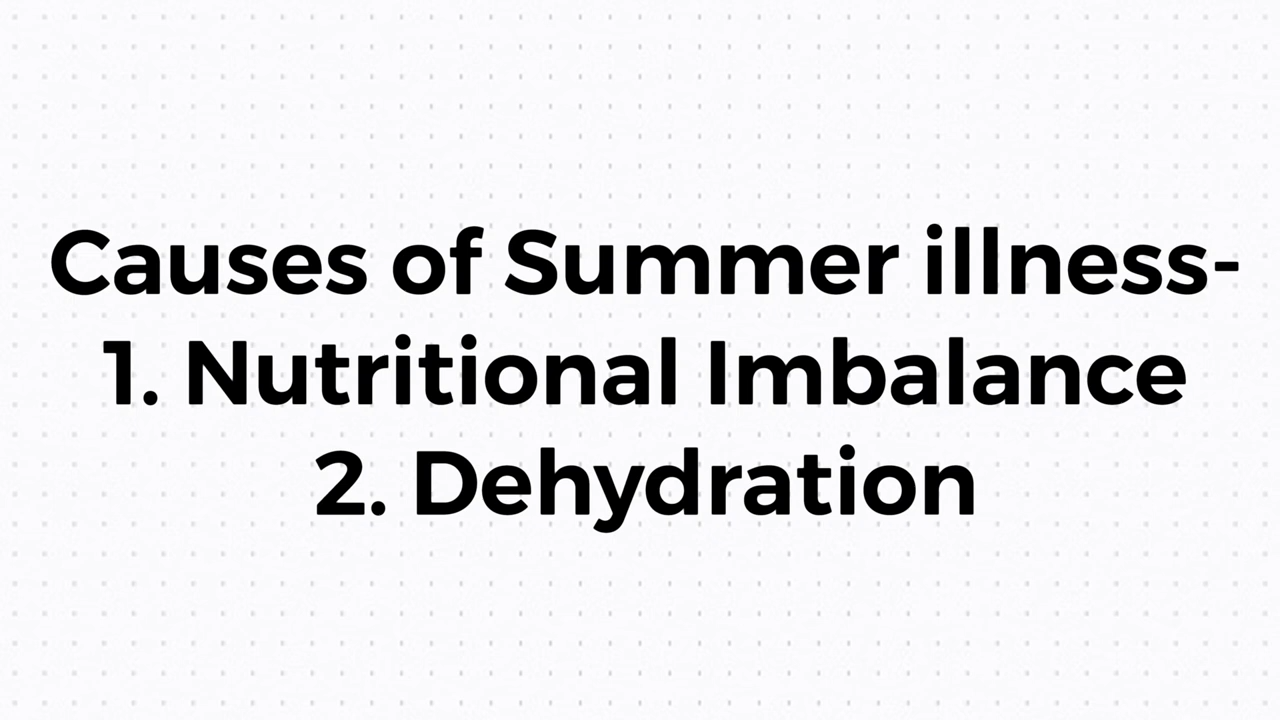 Causes of Summer illness-
1. Nutritional Imbalance
2. Dehydration